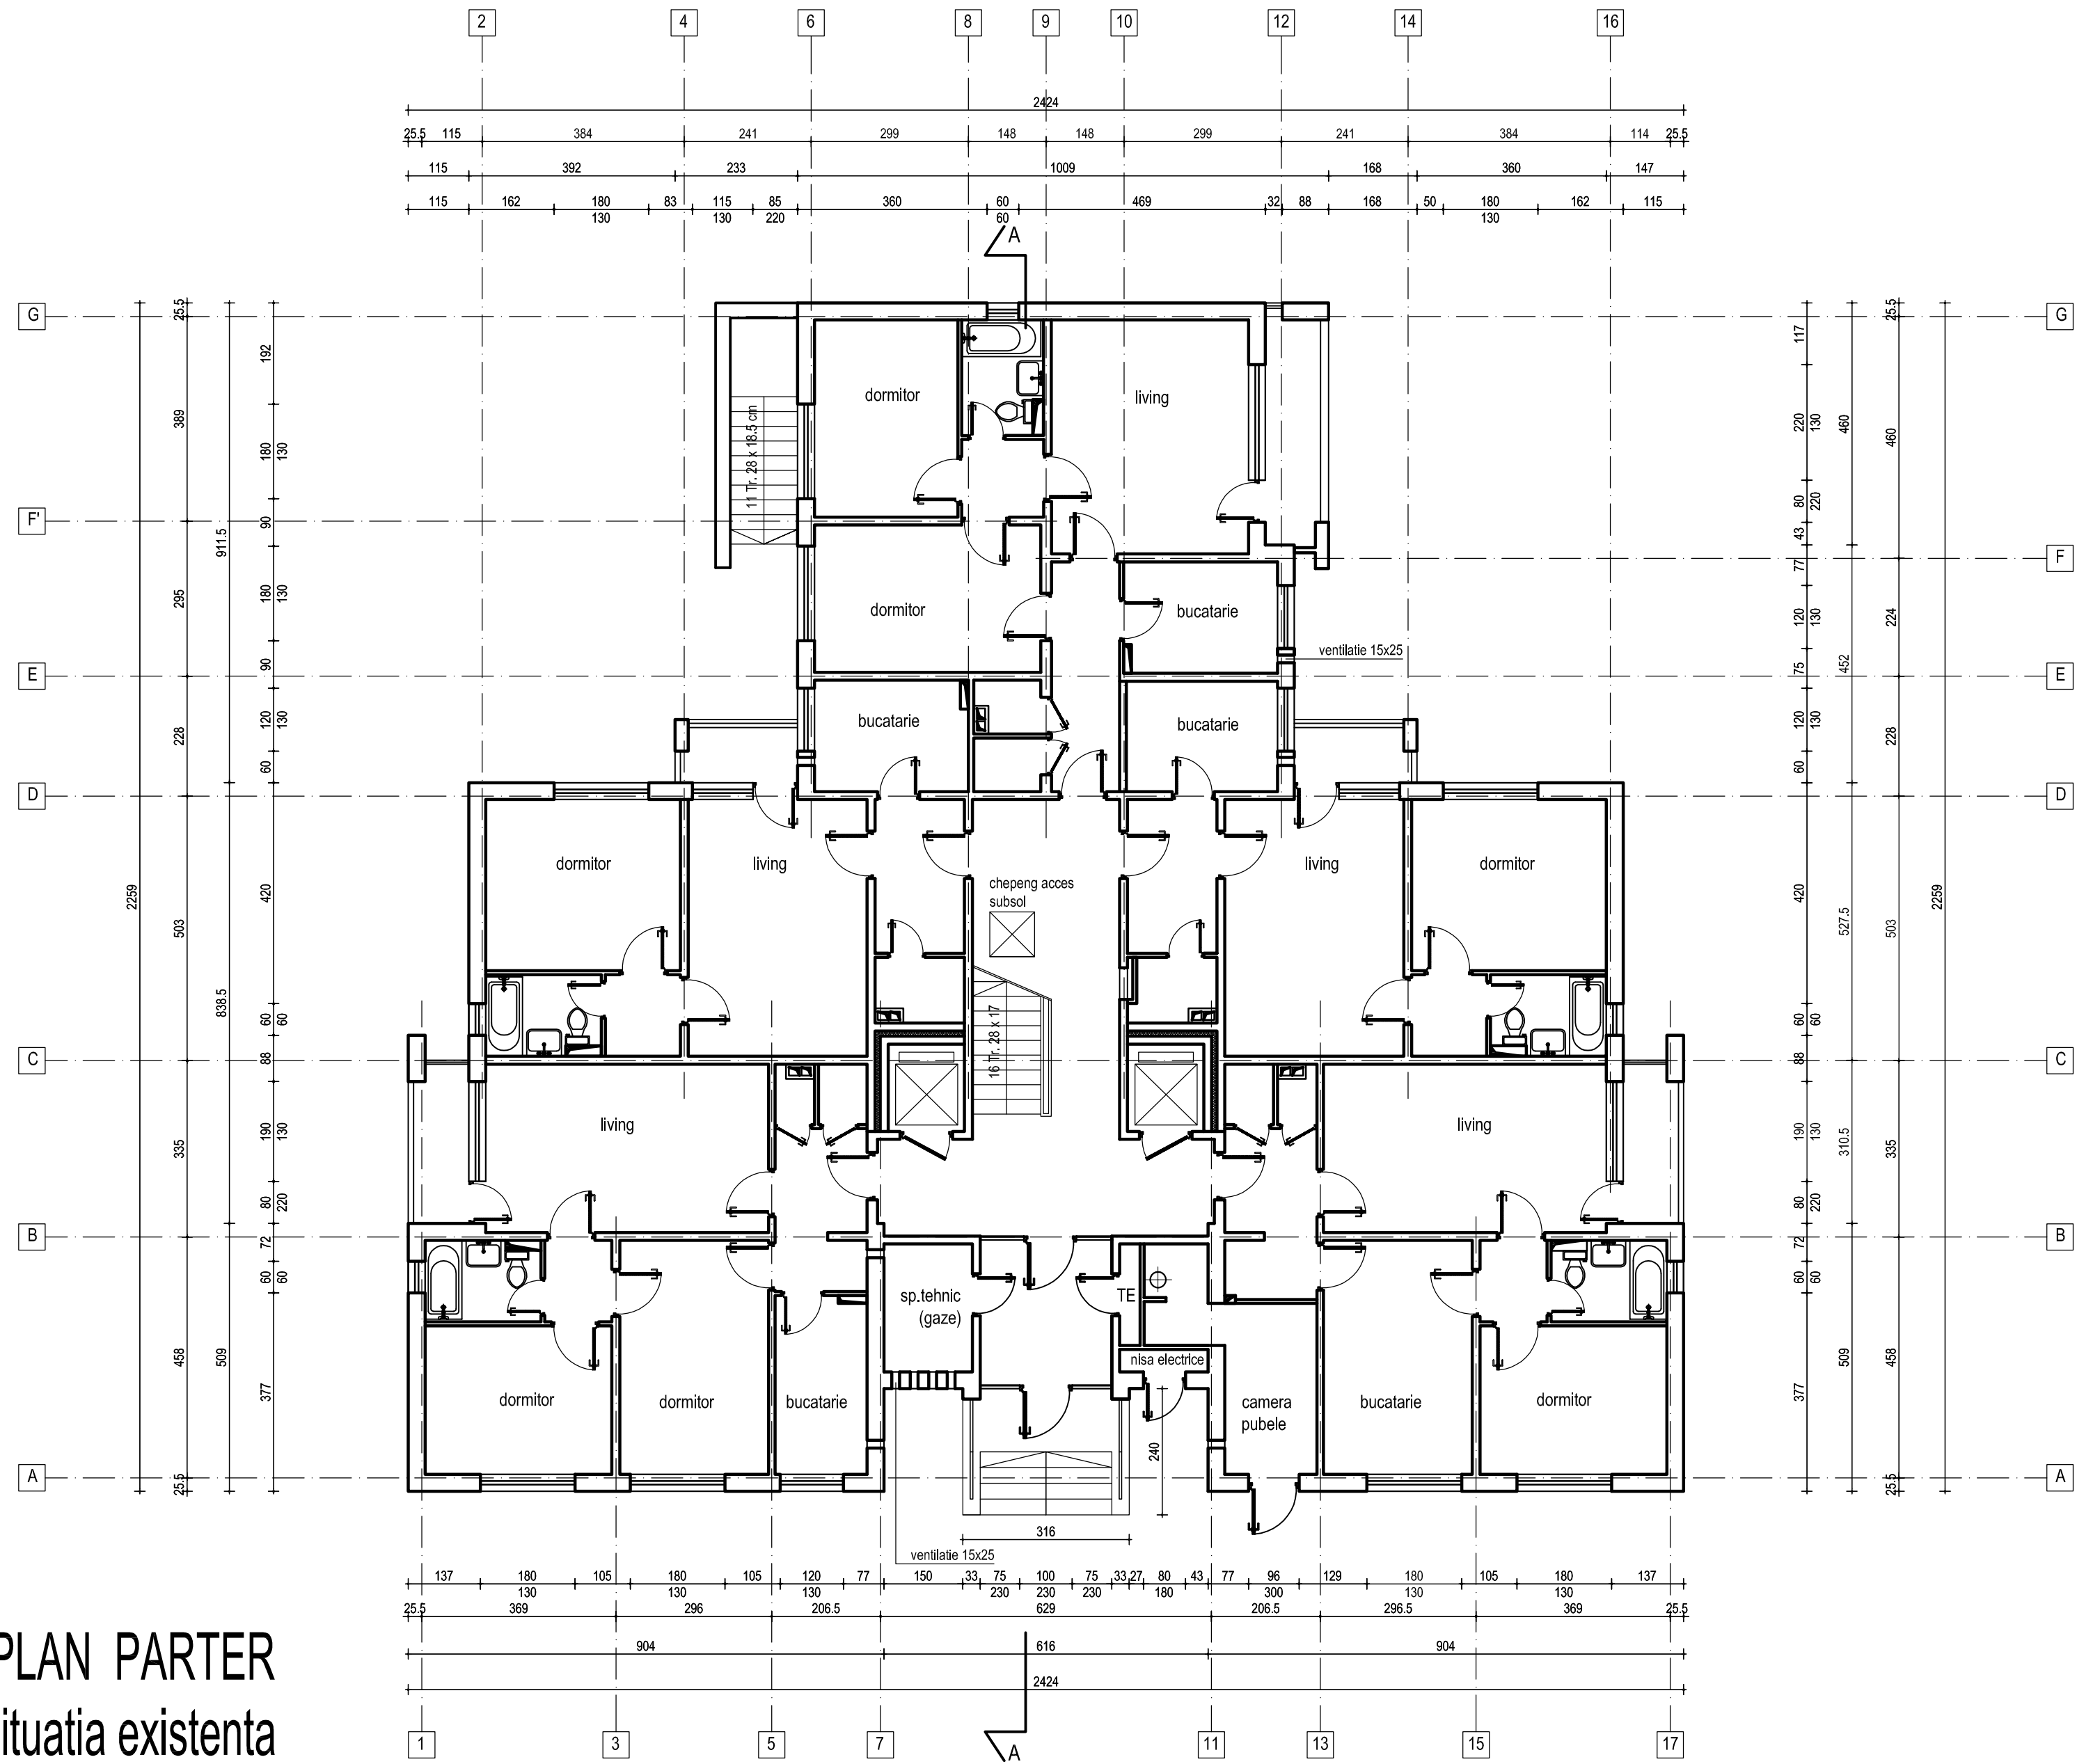 2 4 6 8 9 10 12 14 16
2424
25.5 115 384 241 299 148 148 299 241 384 114 25.5
115 392 233 1009 168 360 147
115 162 180 83 115 85 360 60 469 32 88 168 50 180 162 115
130 130 220 60 130
A
G G
25.5 25.5
192 117
dormitor living
389 180 130 11 Tr. 28 x 18.5 cm 220 130 460 460
F'
90 80 220
43
911.5
F
77
295 180 130 dormitor bucatarie 120 130 224
ventilatie 15x25
E E
90 75 452
228 120 130 bucatarie bucatarie 120 130 228
60 60
D D
dormitor living living dormitor
chepeng acces
subsol
2259 503 420 420 527.5 503 2259
838.5 60 60 60 60
16 Tr. 28 x 17
C C
88 88
living living
335 190 130 190 130 310.5 335
80 220 80 220
B B
72 72
60 60 60 60
sp.tehnic
(gaze)
TE
nisa electrice
458 509 377 509 458 377
dormitor dormitor bucatarie
camera
pubele
bucatarie dormitor
240
A A
25.5 25.5
316
ventilatie 15x25
137 180 105 180 105 120 77 150 33 75 100 75 33 27 80 43 77 96 129 180 105 180 137
130 130 130 230 230 230 180 300 130 130
25.5 369 296 206.5 629 206.5 296.5 369 25.5
904 616 904
2424
PLAN PARTER
ituatia existenta
1 3 5 7 A 11 13 15 17